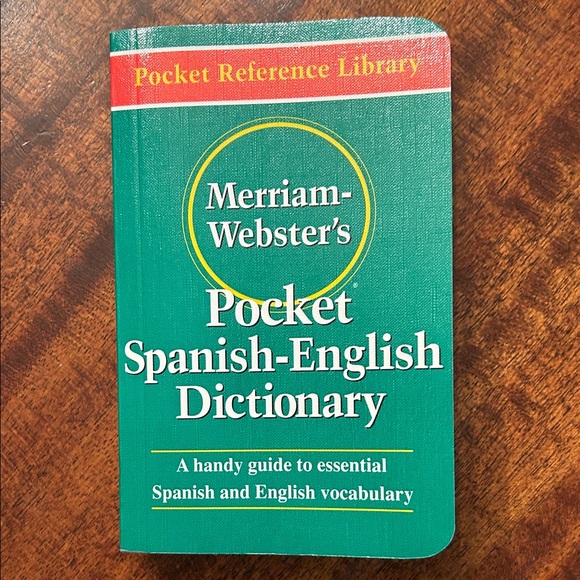 Pocket Reference Library
Merriam-
Webster's
Pocket®
Spanish-English
Dictionary
A handy guide to essential
Spanish and English vocabulary